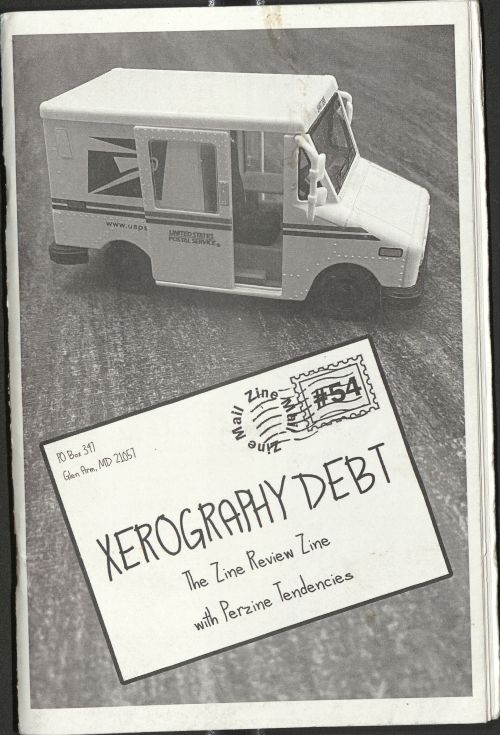 www.usps
UNITED STATES
POSTAL SERVICE®
PO Box 347
Glen Arm, MD 21057
Zine Mail Zine Mail
#54
XEROGRAPHY DEBT
The Zine Review Zine
with Perzine Tendencies